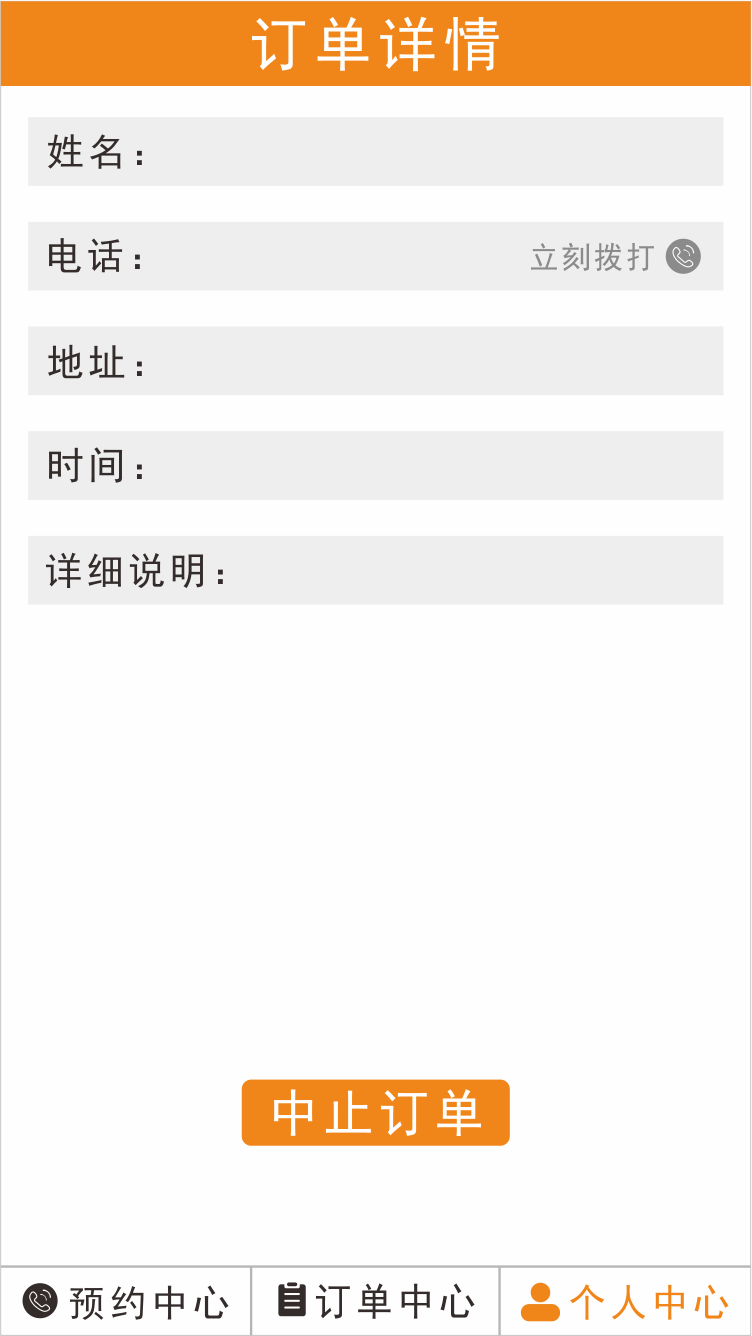 订单详情
姓名：
电话： 立刻拨打
地址：
时间：
详细说明：
中止订单
预约中心 订单中心 个人中心